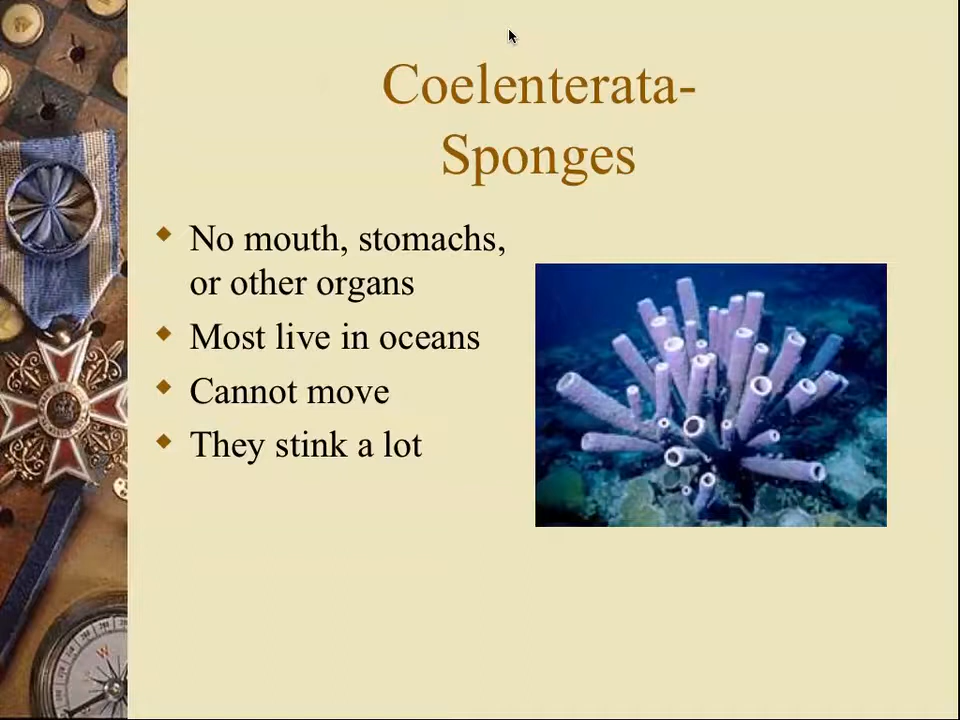 Coelenterata-
Sponges
No mouth, stomachs,
or other organs
Most live in oceans
Cannot move
They stink a lot
W